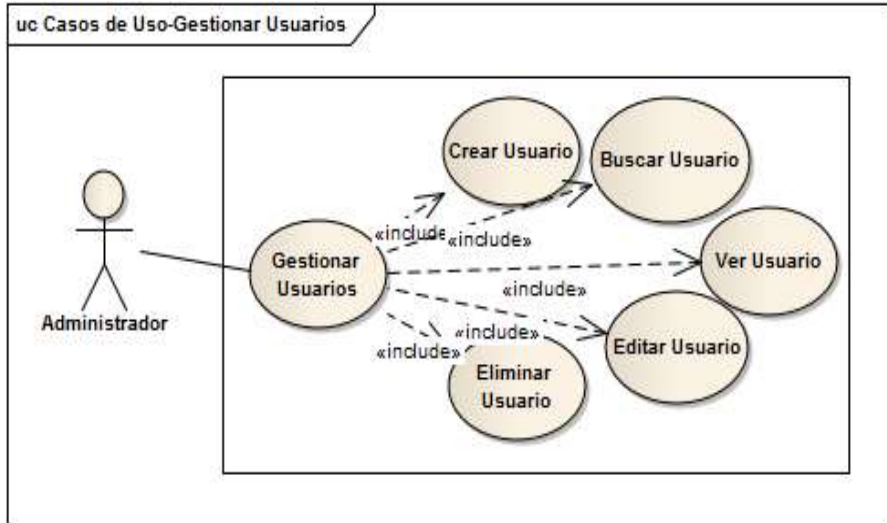 uc Casos de Uso-Gestionar Usuarios
Crear Usuario
Buscar Usuario
«include»
«include»
Gestionar
Usuarios
Ver Usuario
«include»
Administrador
«include»
Editar Usuario
«include»
Eliminar
Usuario